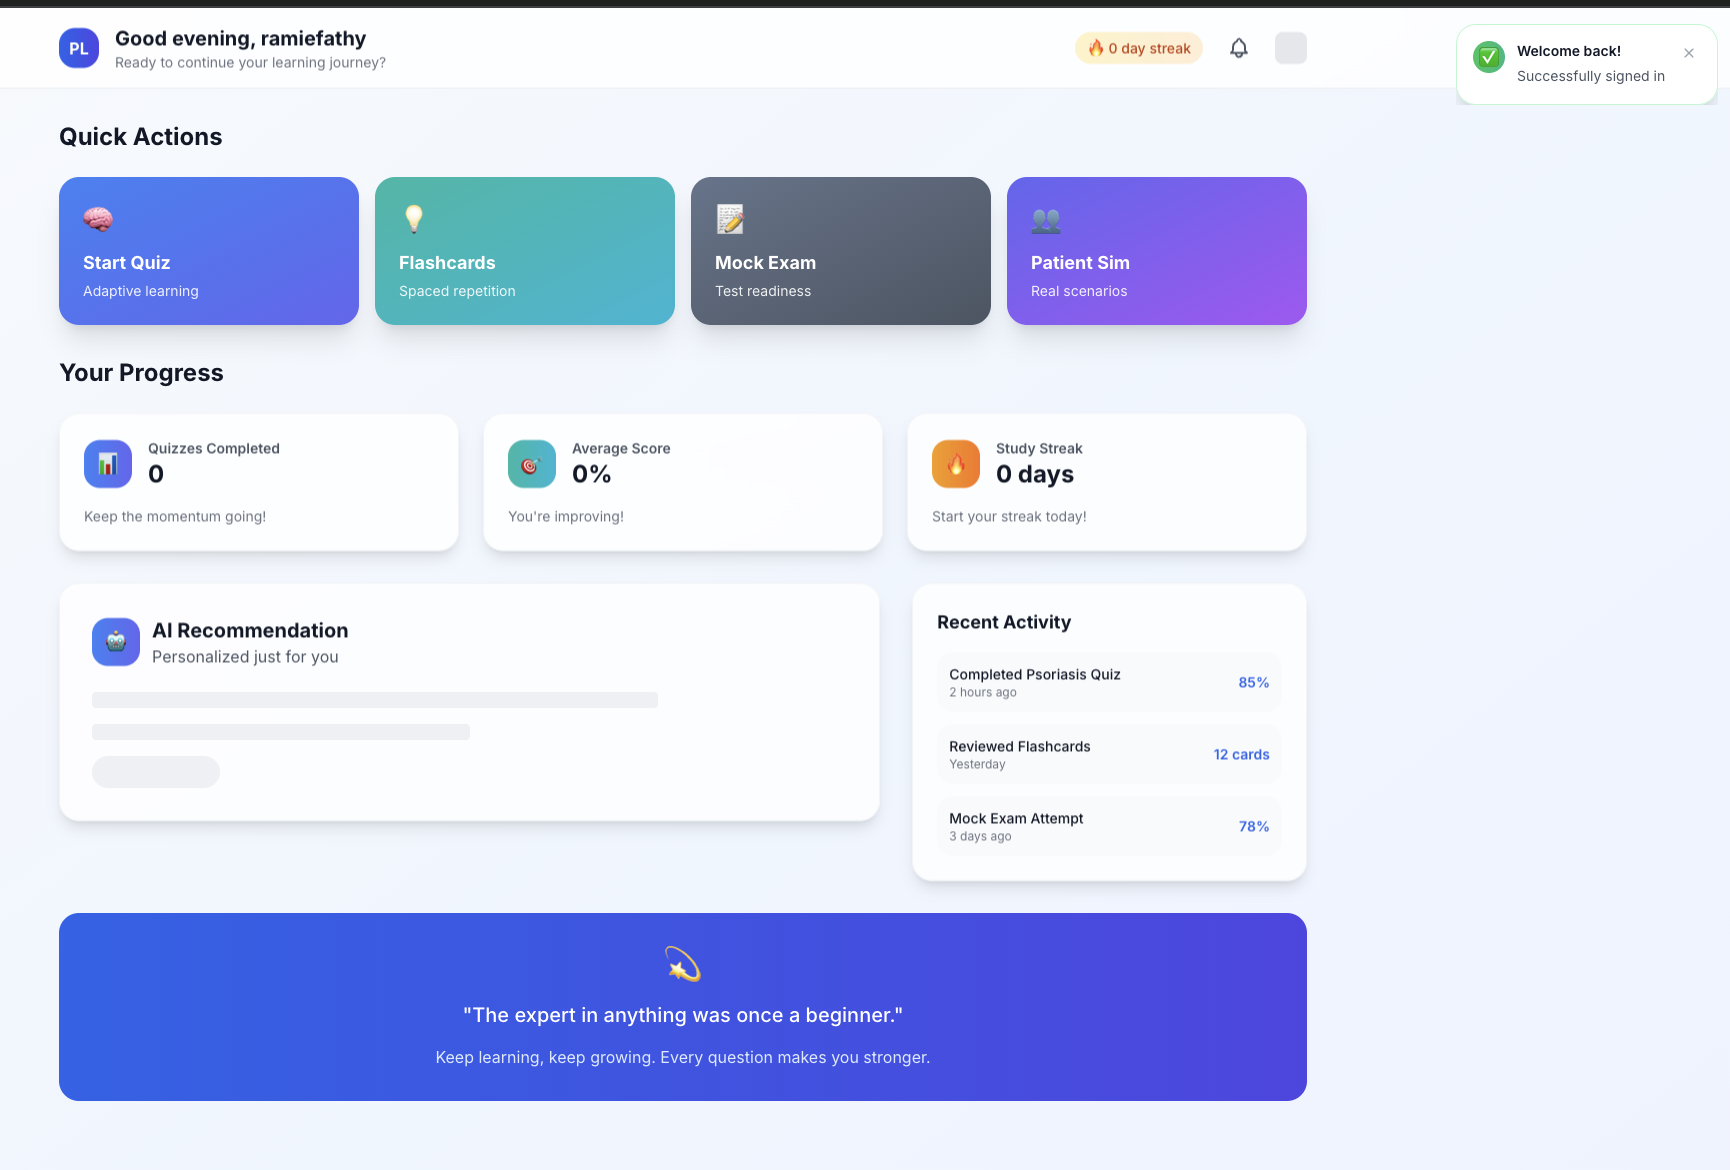 PL
Good evening, ramiefathy
Ready to continue your learning journey?
0 day streak
Welcome back!
Successfully signed in
Quick Actions
Start Quiz
Adaptive learning
Flashcards
Spaced repetition
Mock Exam
Test readiness
Patient Sim
Real scenarios
Your Progress
Quizzes Completed
0
Keep the momentum going!
Average Score
0%
You're improving!
Study Streak
0 days
Start your streak today!
AI Recommendation
Personalized just for you
Recent Activity
Completed Psoriasis Quiz
2 hours ago
85%
Reviewed Flashcards
Yesterday
12 cards
Mock Exam Attempt
3 days ago
78%
"The expert in anything was once a beginner."
Keep learning, keep growing. Every question makes you stronger.